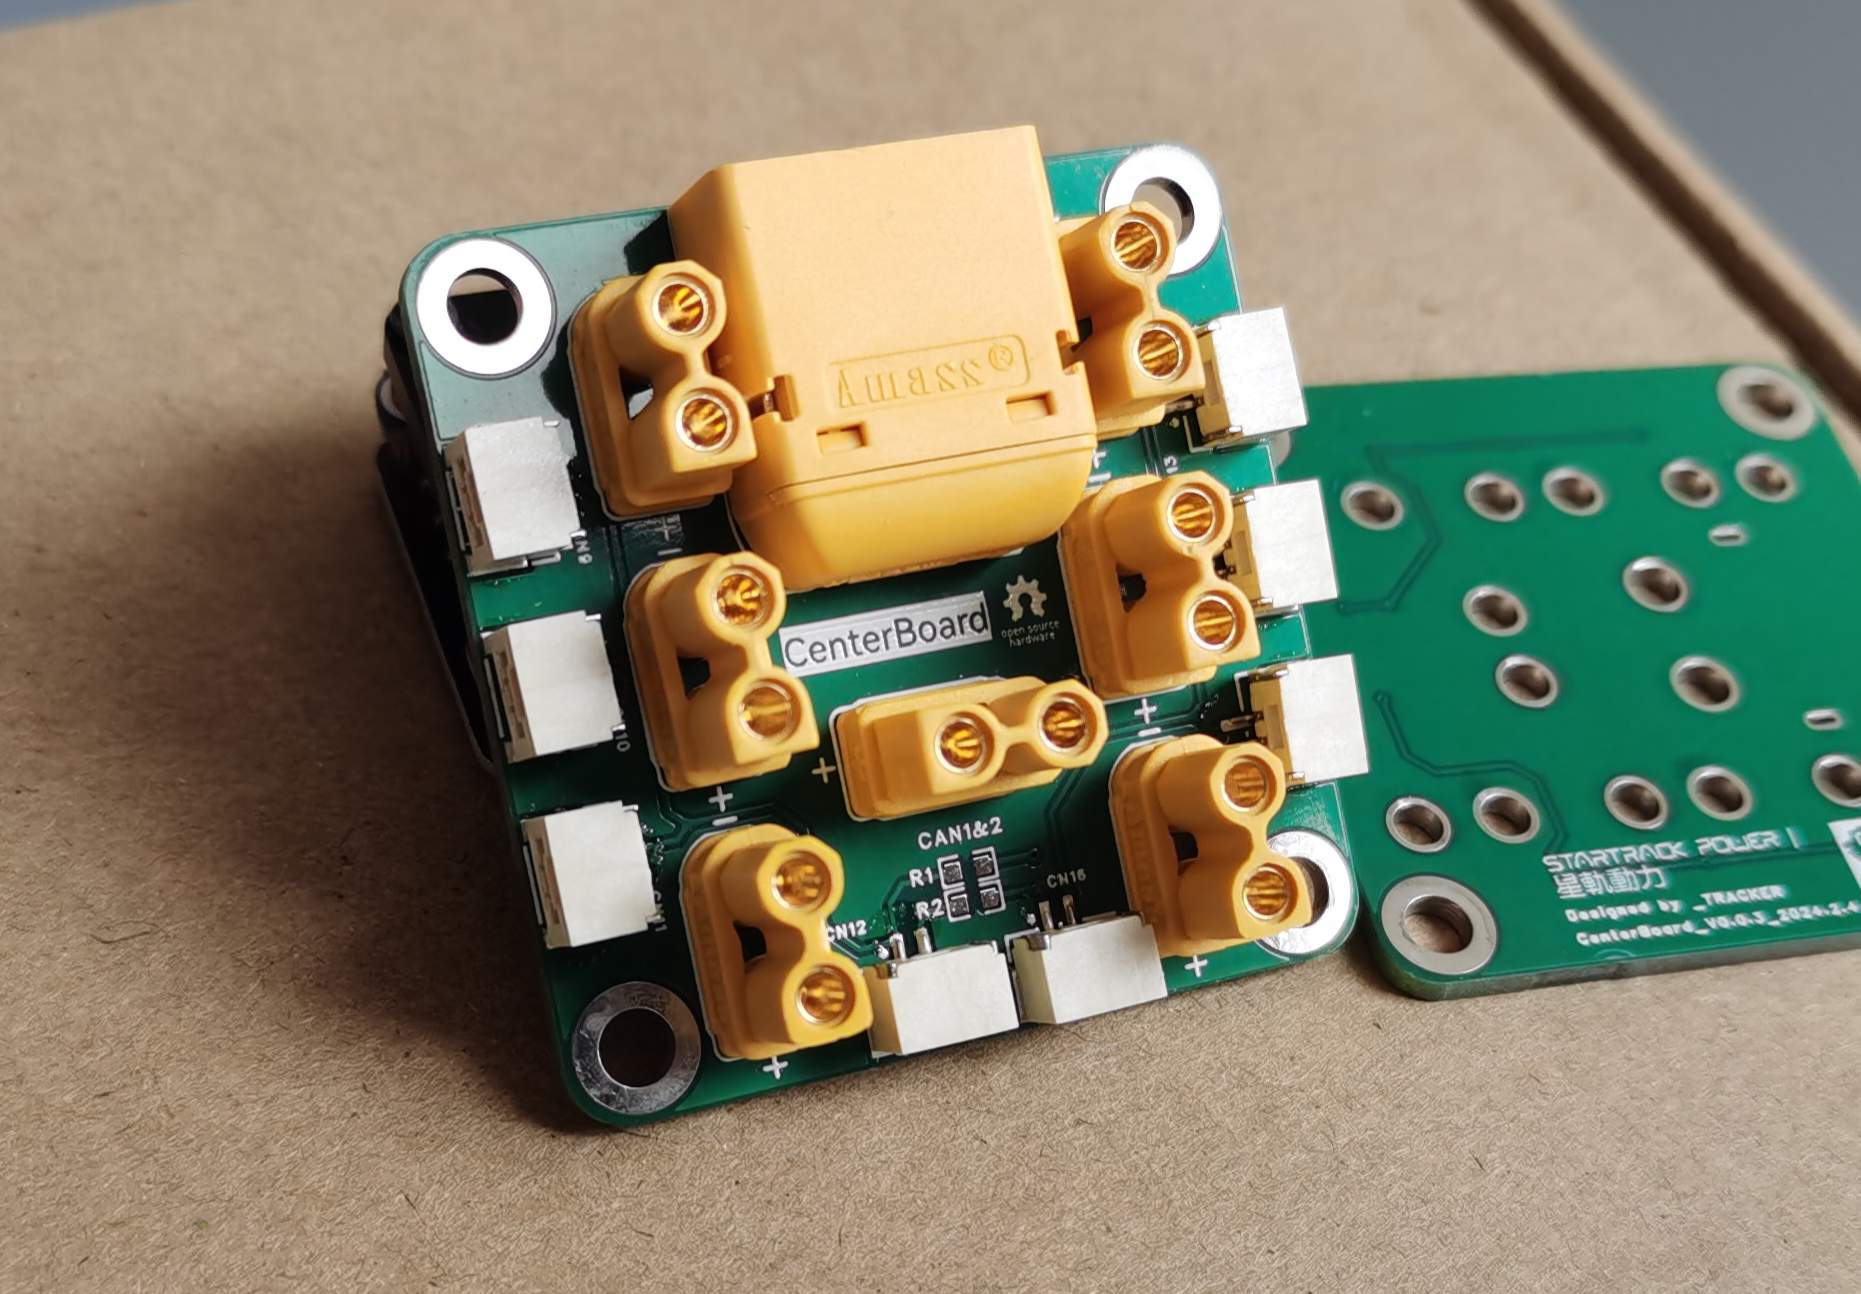 CenterBoard
open source
hardware
CAN1&2
R1
R2
CN16
CN12
STARTRACK POWER
星軌動力
Designed by _TRACKER
CenterBoard_V0.0.3_2024.2.4